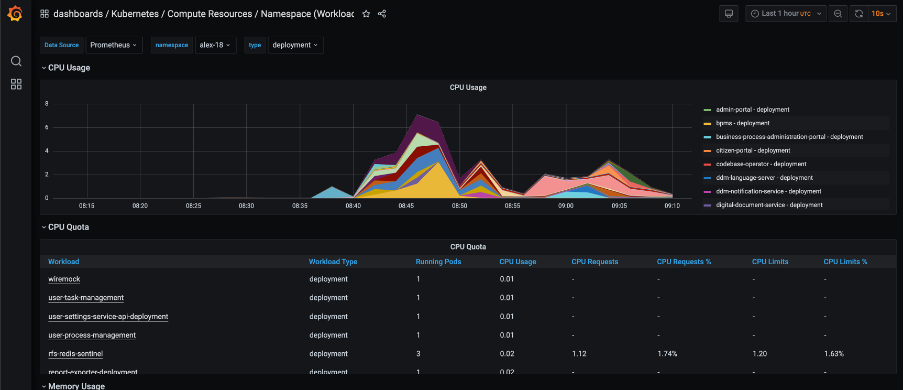 dashboards / Kubernetes / Compute Resources / Namespace (Workloa
Last 1 hour UTC
10s
Data Source Prometheus namespace alex-18 type deployment
CPU Usage
CPU Usage
8
6
4
2
0
08:15 08:20 08:25 08:30 08:35 08:40 08:45 08:50 08:55 09:00 09:05 09:10
admin-portal - deployment
bpms - deployment
business-process-administration-portal - deployment
citizen-portal - deployment
codebase-operator - deployment
ddm-language-server - deployment
ddm-notification-service - deployment
digital-document-service - deployment
CPU Quota
CPU Quota
Workload Workload Type Running Pods CPU Usage CPU Requests CPU Requests % CPU Limits CPU Limits %
wiremock deployment 1 0.01 - - - -
user-task-management deployment 1 0.01 - - - -
user-settings-service-api-deployment deployment 1 0.01 - - - -
user-process-management deployment 1 0.01 - - - -
rfs-redis-sentinel deployment 3 0.02 1.12 1.74% 1.20 1.63%
report-exporter-deployment deployment 1 0.02 - - - -
Memory Usage